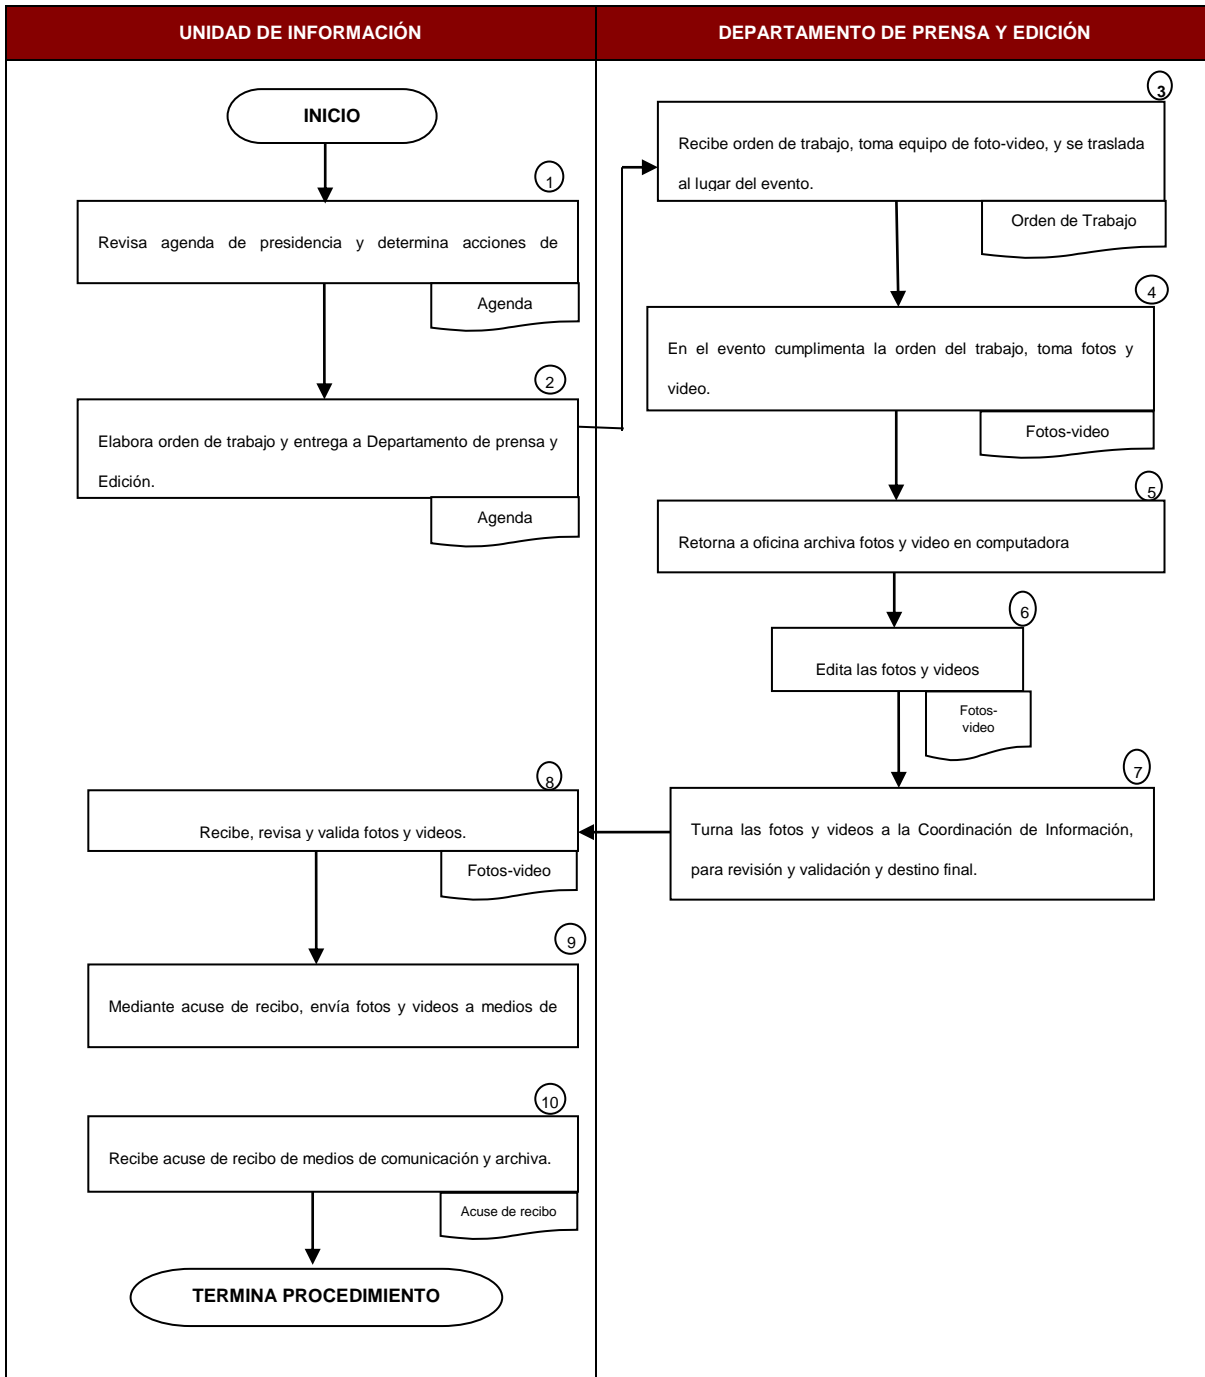 UNIDAD DE INFORMACIÓN
DEPARTAMENTO DE PRENSA Y EDICIÓN
INICIO
1
Revisa agenda de presidencia y determina acciones de
Agenda
2
Elabora orden de trabajo y entrega a Departamento de prensa y
Edición.
Agenda
3
Recibe orden de trabajo, toma equipo de foto-video, y se traslada
al lugar del evento.
Orden de Trabajo
4
En el evento cumplimenta la orden del trabajo, toma fotos y
video.
Fotos-video
5
Retorna a oficina archiva fotos y video en computadora
6
Edita las fotos y videos
Fotos-
video
7
Turna las fotos y videos a la Coordinación de Información,
para revisión y validación y destino final.
8
Recibe, revisa y valida fotos y videos.
Fotos-video
9
Mediante acuse de recibo, envía fotos y videos a medios de
10
Recibe acuse de recibo de medios de comunicación y archiva.
Acuse de recibo
TERMINA PROCEDIMIENTO